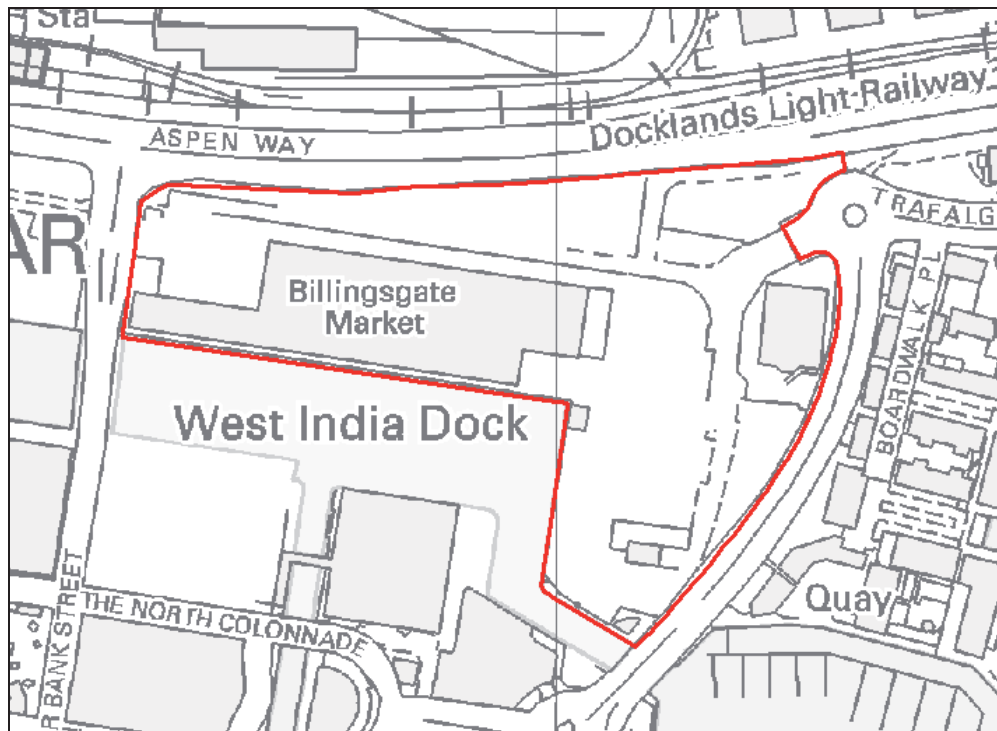 Sta
ASPEN WAY
Docklands Light Railway
TRAFALG
AR
Billingsgate
Market
BOARDWALK PL
West India Dock
Quay
THE NORTH COLONNADE
R BANK STREET